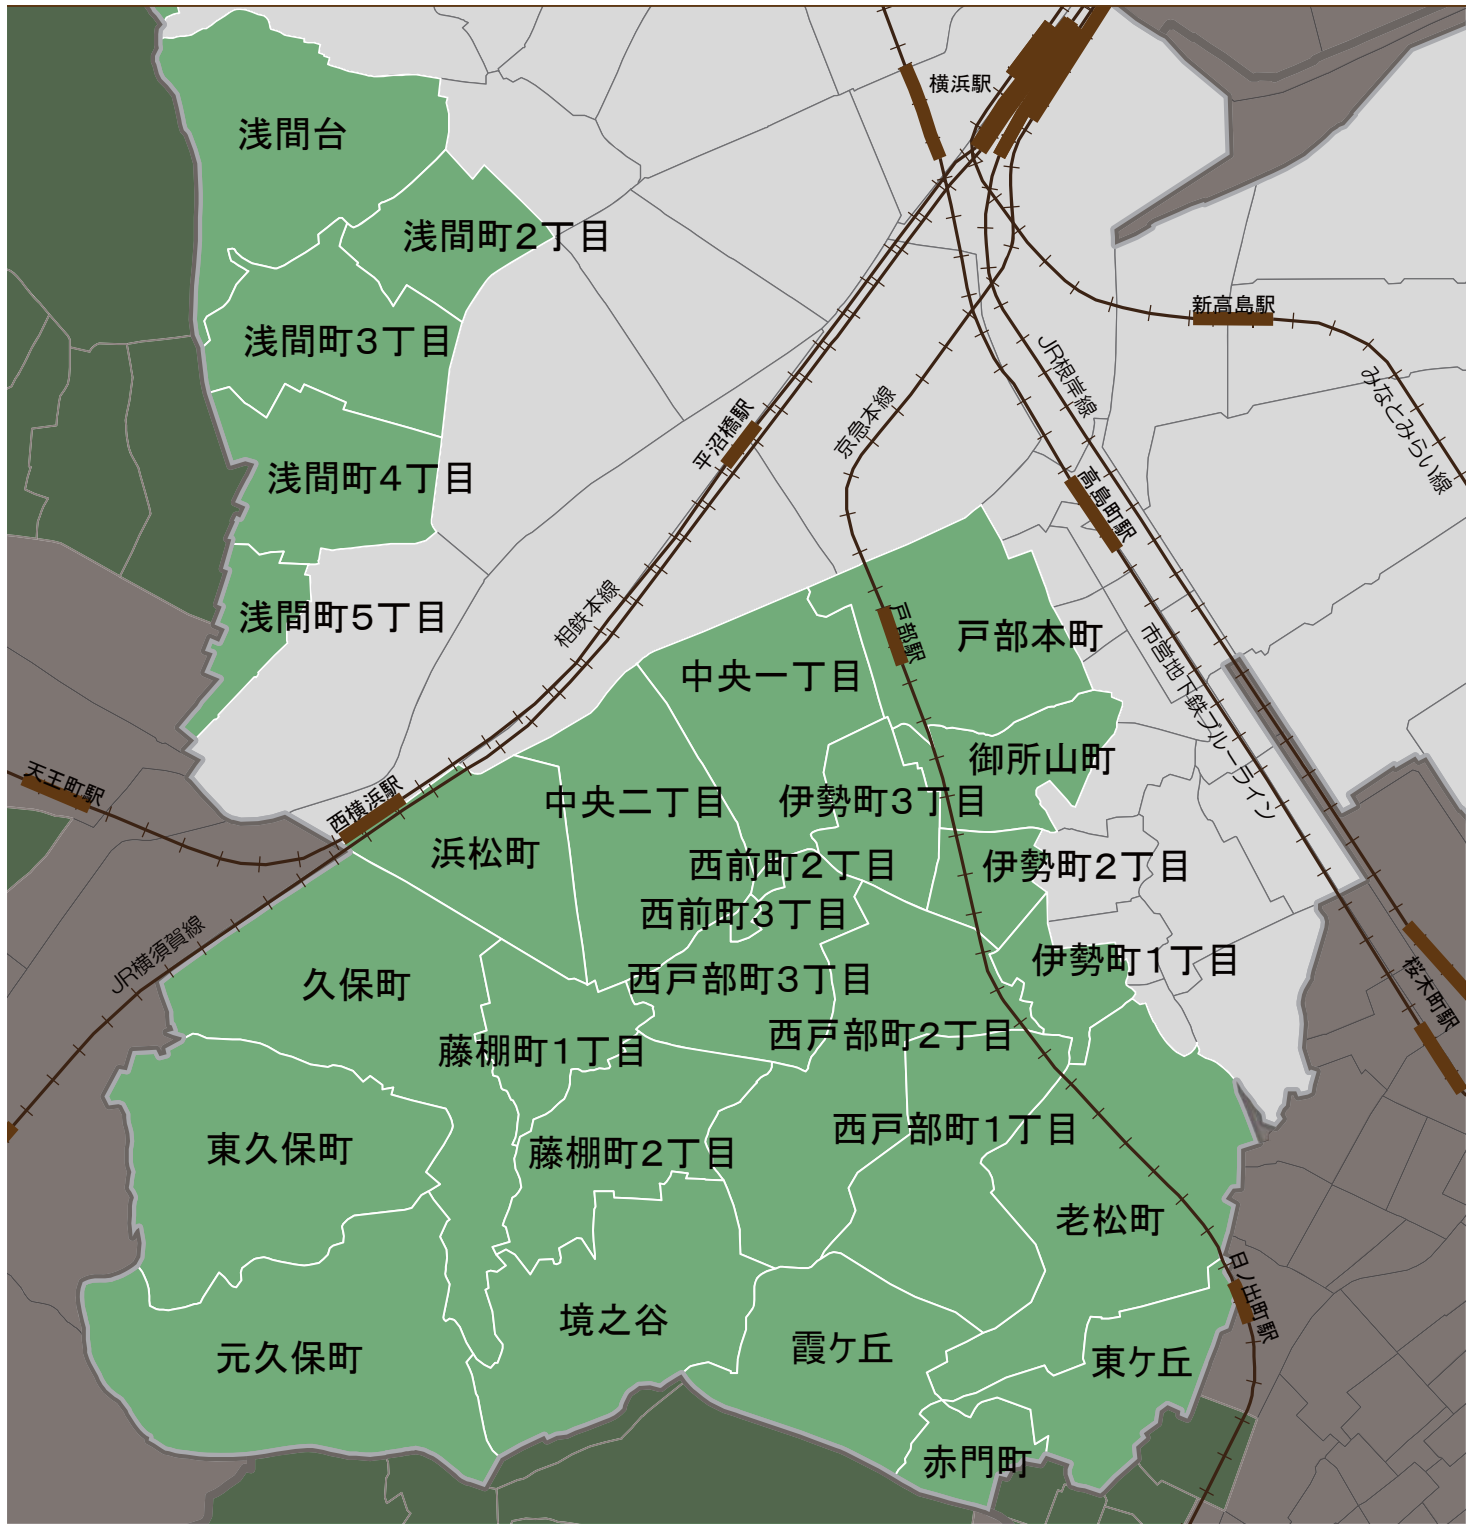 横浜駅
浅間台
浅間町2丁目
新高島駅
浅間町3丁目
JR根岸線
みなとみらい線
京急本線
平沼橋駅
浅間町4丁目
高島町駅
浅間町5丁目
相鉄本線
戸部駅
戸部本町
中央一丁目
市営地下鉄ブルーライン
御所山町
天王町駅
西横浜駅
中央二丁目
伊勢町3丁目
浜松町
西前町2丁目
伊勢町2丁目
西前町3丁目
JR横須賀線
伊勢町1丁目
久保町
西戸部町3丁目
桜木町駅
西戸部町2丁目
藤棚町1丁目
西戸部町1丁目
東久保町
藤棚町2丁目
老松町
日ノ出町駅
境之谷
霞ケ丘
元久保町
東ケ丘
赤門町